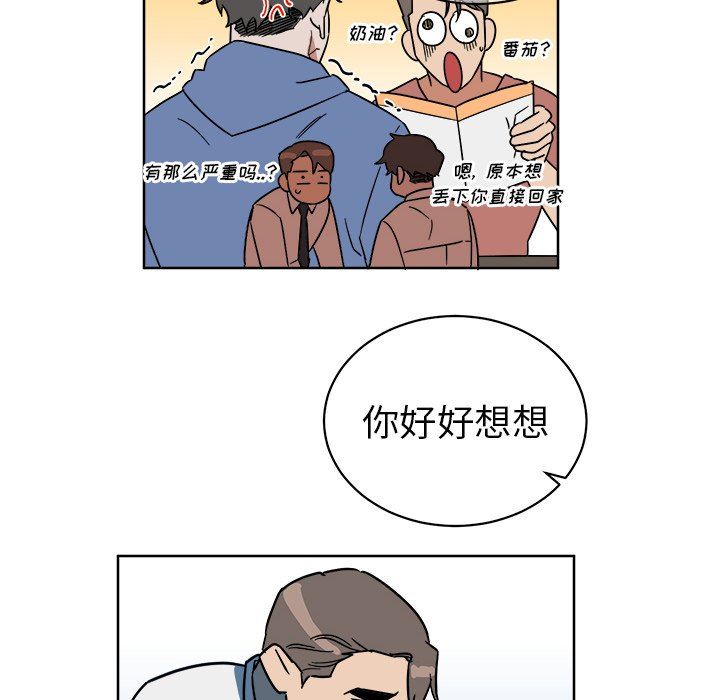 奶油?
番茄?
有那么严重吗..?
嗯, 原本想
丢下你直接回家
你好好想想